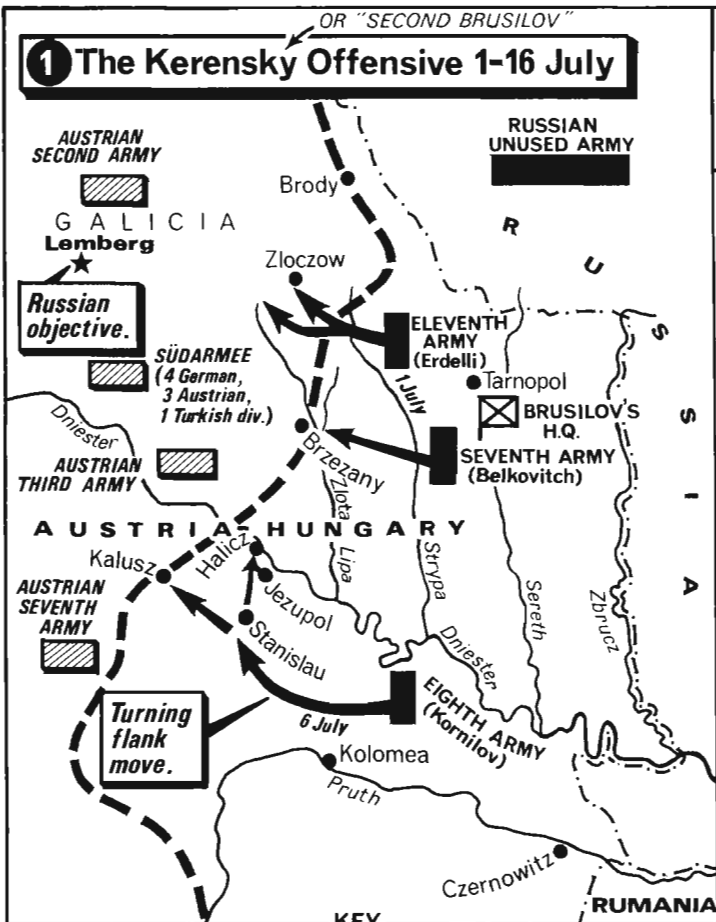 OR "SECOND BRUSILOV"
1 The Kerensky Offensive 1-16 July
AUSTRIAN
SECOND ARMY
RUSSIAN
UNUSED ARMY
Brody
GALICIA
Lemberg
Zloczow
RUSSIA
Russian
objective.
ELEVENTH
ARMY
(Erdelli)
1 July
SÜDARMEE
(4 German,
3 Austrian,
1 Turkish div.)
Tarnopol
BRUSILOV'S
H.Q.
Dniester
Brzezany
SEVENTH ARMY
(Belkovitch)
AUSTRIAN
THIRD ARMY
Zlota
Lipa
AUSTRIA-HUNGARY
Halicz
Kalusz
Strypa
Jezupol
Sereth
Zbrucz
AUSTRIAN
SEVENTH
ARMY
Stanislau
Dniester
EIGHTH ARMY
(Kornilov)
6 July
Turning
flank
move.
Kolomea
Pruth
Czernowitz
RUMANIA
KEY